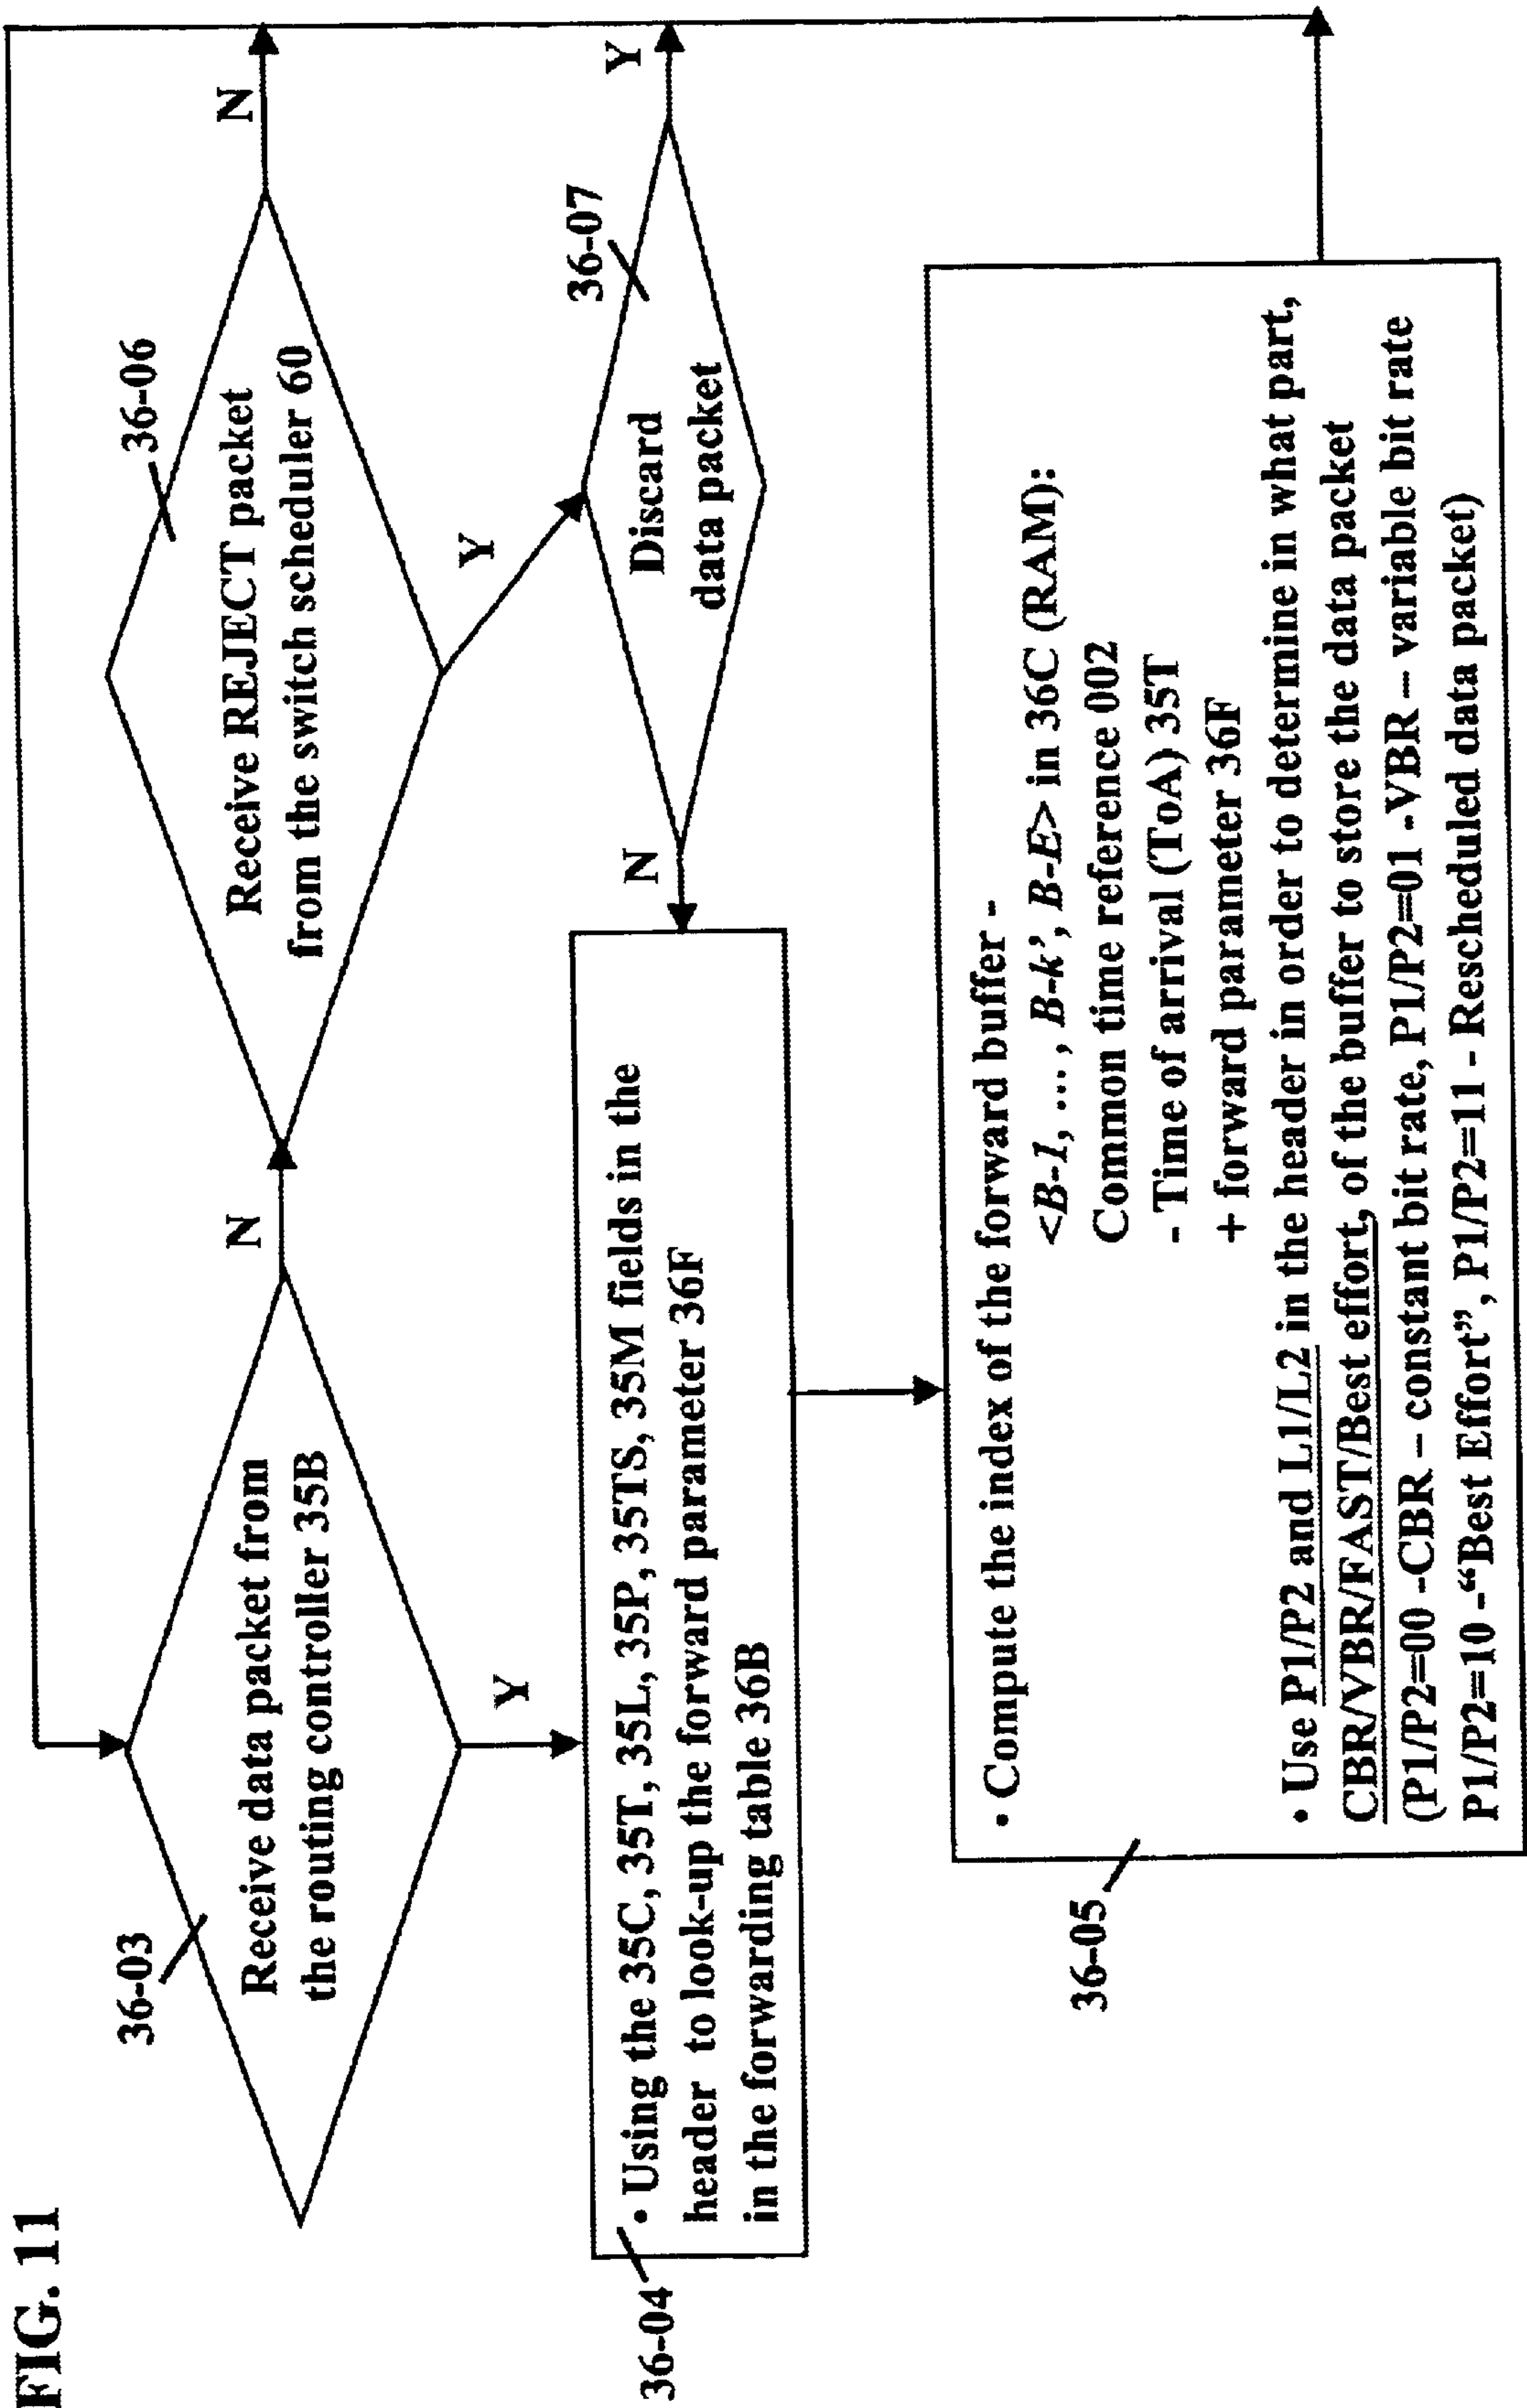 FIG. 11
36-03
Receive data packet from
the routing controller 35B
N
Y
36-06
Receive REJECT packet
from the switch scheduler 60
N
Y
36-07
Discard
data packet
Y
N
36-04
• Using the 35C, 35T, 35L, 35P, 35TS, 35M fields in the
header to look-up the forward parameter 36F
in the forwarding table 36B
36-05
• Compute the index of the forward buffer -
<B-1, ..., B-k', B-E> in 36C (RAM):
Common time reference 002
- Time of arrival (ToA) 35T
+ forward parameter 36F
• Use P1/P2 and L1/L2 in the header in order to determine in what part,
CBR/VBR/FAST/Best effort, of the buffer to store the data packet
(P1/P2=00 -CBR – constant bit rate, P1/P2=01 -VBR – variable bit rate
P1/P2=10 -“Best Effort”, P1/P2=11 - Rescheduled data packet)